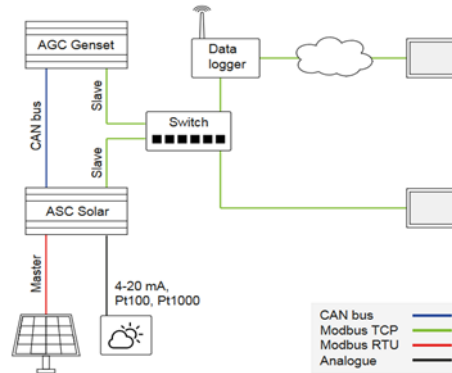 AGC Genset
Data
logger
CAN bus
Slave
Switch
Slave
ASC Solar
Master
4-20 mA,
Pt100, Pt1000
CAN bus
Modbus TCP
Modbus RTU
Analogue